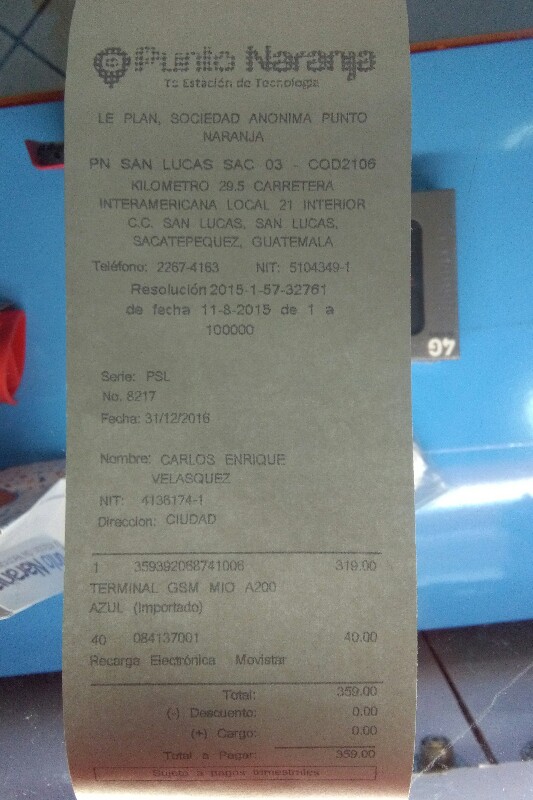 Punto Naranja
Tu Estación de Tecnología
LE PLAN, SOCIEDAD ANONIMA PUNTO
NARANJA
PN SAN LUCAS SAC 03 - COD2106
KILOMETRO 29.5 CARRETERA
INTERAMERICANA LOCAL 21 INTERIOR
C.C. SAN LUCAS, SAN LUCAS,
SACATEPEQUEZ, GUATEMALA
Teléfono: 2267-4163 NIT: 5104349-1
Resolución 2015-1-57-32761
de fecha 11-8-2015 de 1 a
100000
4G
Serie: PSL
No. 8217
Fecha: 31/12/2016
Nombre: CARLOS ENRIQUE
VELASQUEZ
NIT: 4138174-1
Direccion: CIUDAD
1 359392068741006 319.00
TERMINAL GSM MIO A200
AZUL (Importado)
40 084137001 40.00
Recarga Electrónica Movistar
Total: 359.00
(-) Descuento: 0.00
(+) Cargo: 0.00
Total a Pagar: 359.00
Sujeto a pagos trimestrales